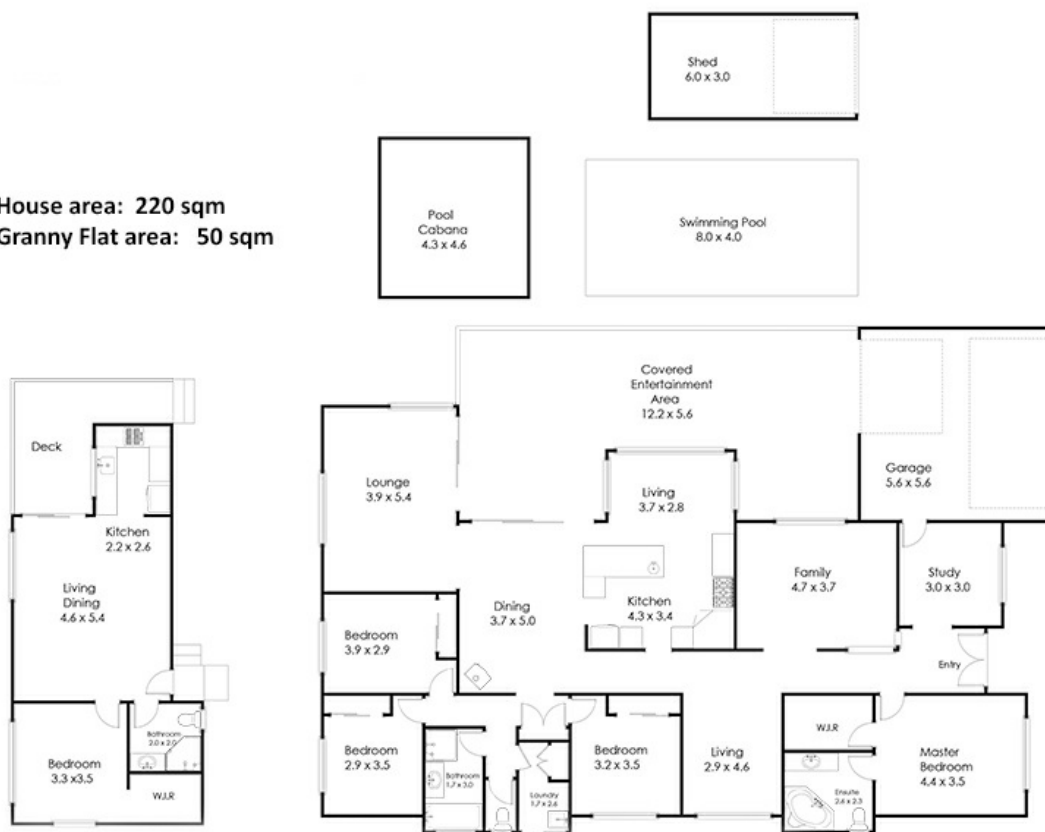 Shed
6.0 x 3.0
Pool
Cabana
4.3 x 4.6
Swimming Pool
8.0 x 4.0
House area: 220 sqm
Granny Flat area: 50 sqm
Deck
Kitchen
2.2 x 2.6
Living
Dining
4.6 x 5.4
Bathroom
2.0 x 2.0
Bedroom
3.3 x3.5
W.I.R
Covered
Entertainment
Area
12.2 x 5.6
Garage
5.6 x 5.6
Lounge
3.9 x 5.4
Living
3.7 x 2.8
Family
4.7 x 3.7
Study
3.0 x 3.0
Dining
3.7 x 5.0
Kitchen
4.3 x 3.4
Bedroom
3.9 x 2.9
Entry
Bedroom
2.9 x 3.5
Bathroom
1.7 x 3.0
Laundry
1.7 x 2.6
Bedroom
3.2 x 3.5
Living
2.9 x 4.6
W.I.R
Ensuite
2.6 x 2.3
Master
Bedroom
4.4 x 3.5